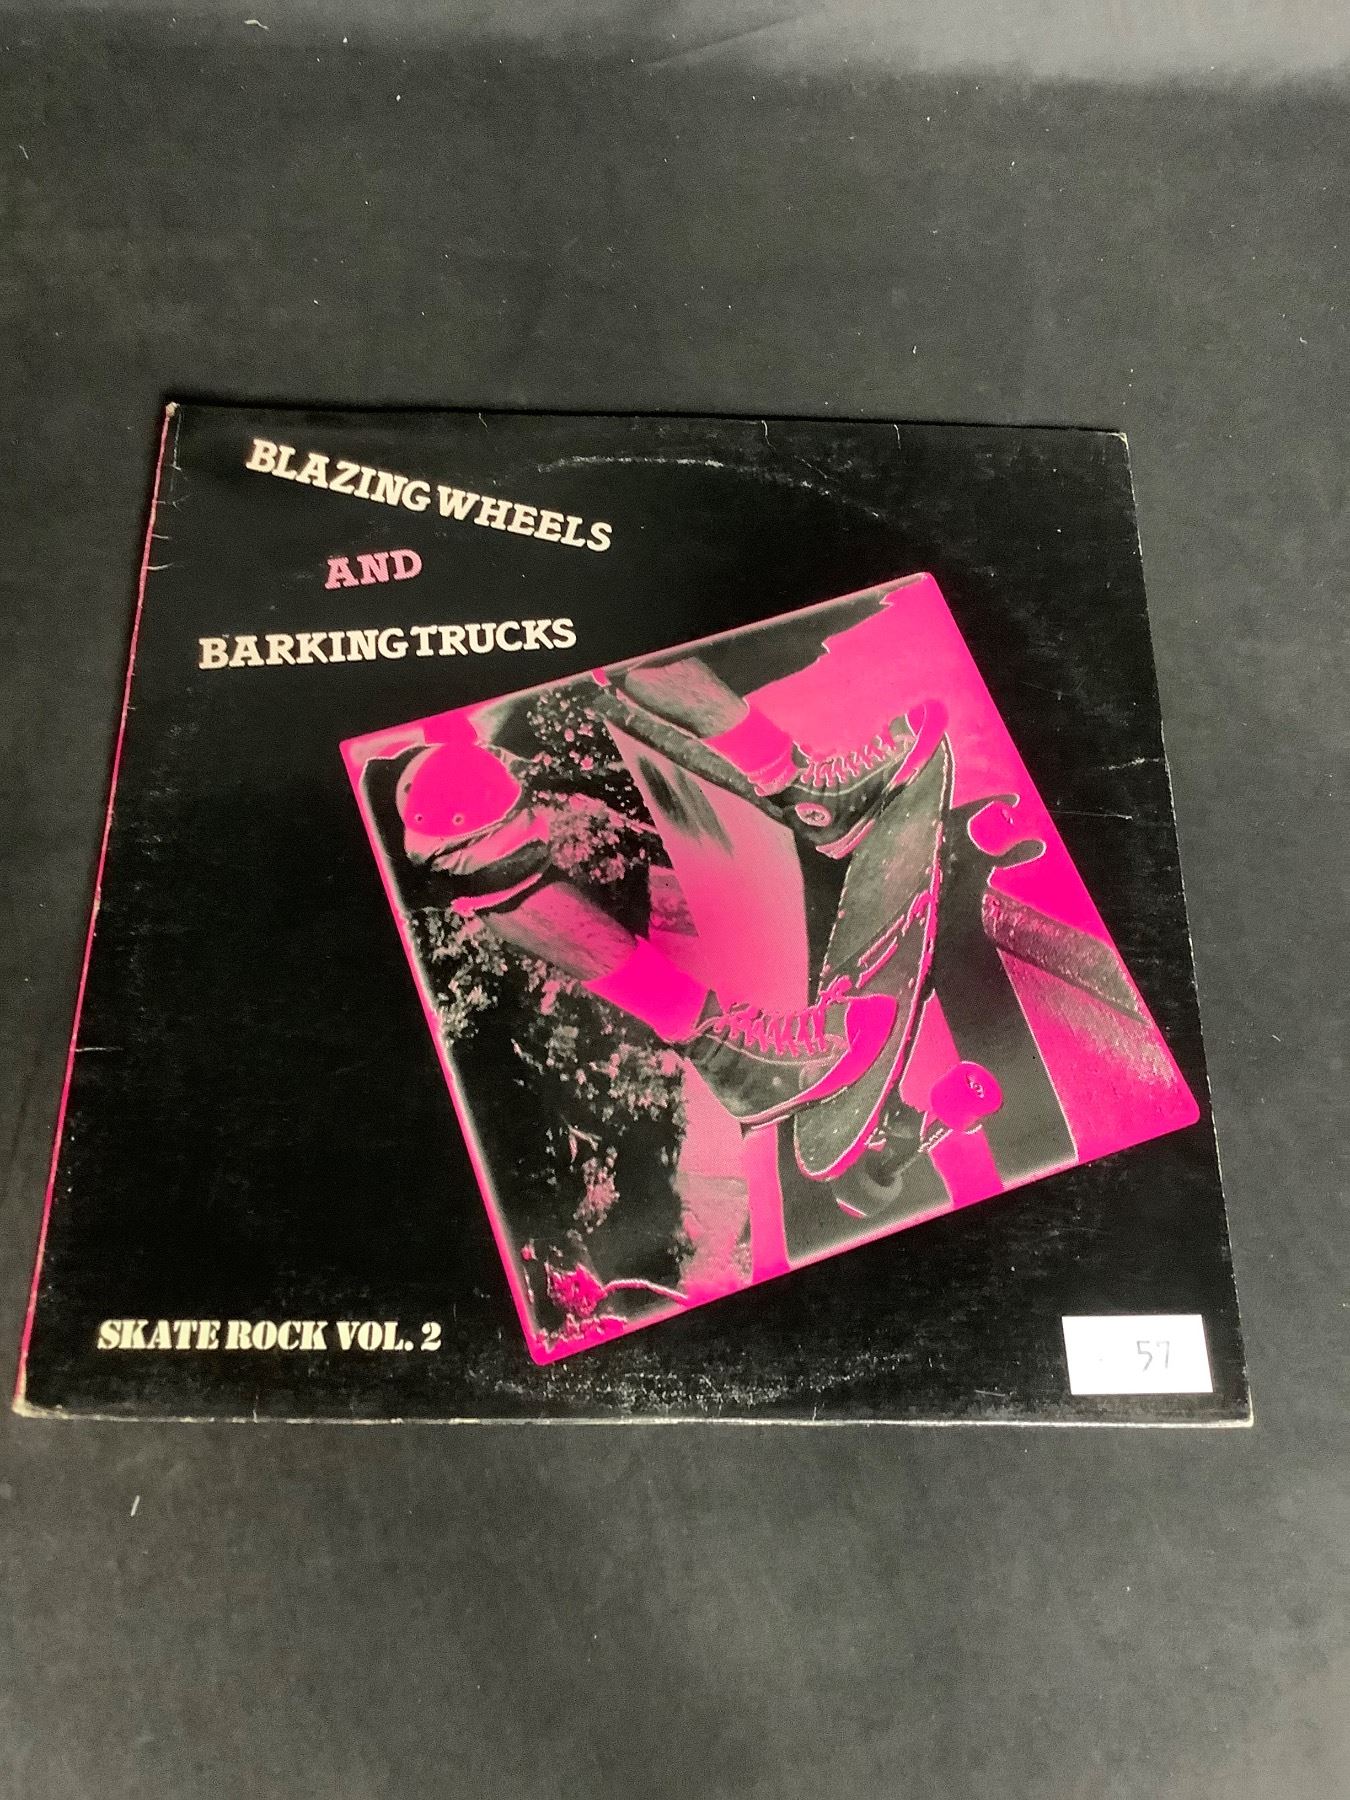 BLAZING WHEELS
AND
BARKING TRUCKS
SKATE ROCK VOL. 2
57